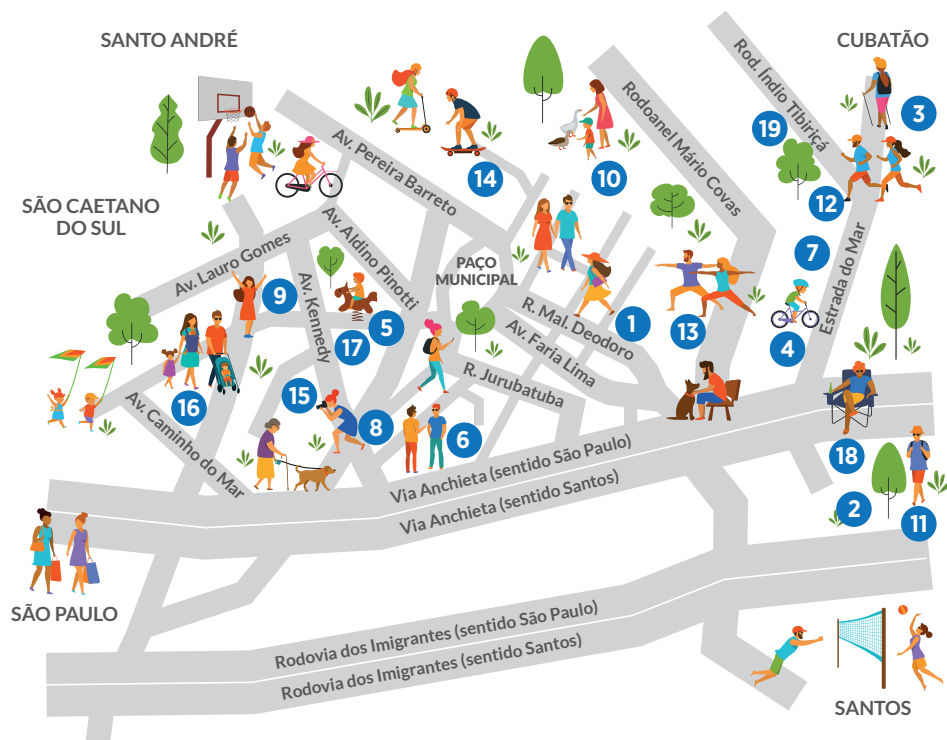 SANTO ANDRÉ
CUBATÃO
Rod. Índio Tibiriçá
3
19
Rodoanel Mário Covas
Av. Pereira Barreto
14
10
12
SÃO CAETANO
DO SUL
Av. Lauro Gomes
Av. Aldino Pinotti
PAÇO
MUNICIPAL
7
Estrada do Mar
9
Av. Kennedy
5
17
R. Mal. Deodoro
1
13
4
Av. Faria Lima
R. Jurubatuba
16
15
8
6
Av. Caminho do Mar
18
Via Anchieta (sentido São Paulo)
Via Anchieta (sentido Santos)
2
11
SÃO PAULO
Rodovia dos Imigrantes (sentido São Paulo)
Rodovia dos Imigrantes (sentido Santos)
SANTOS